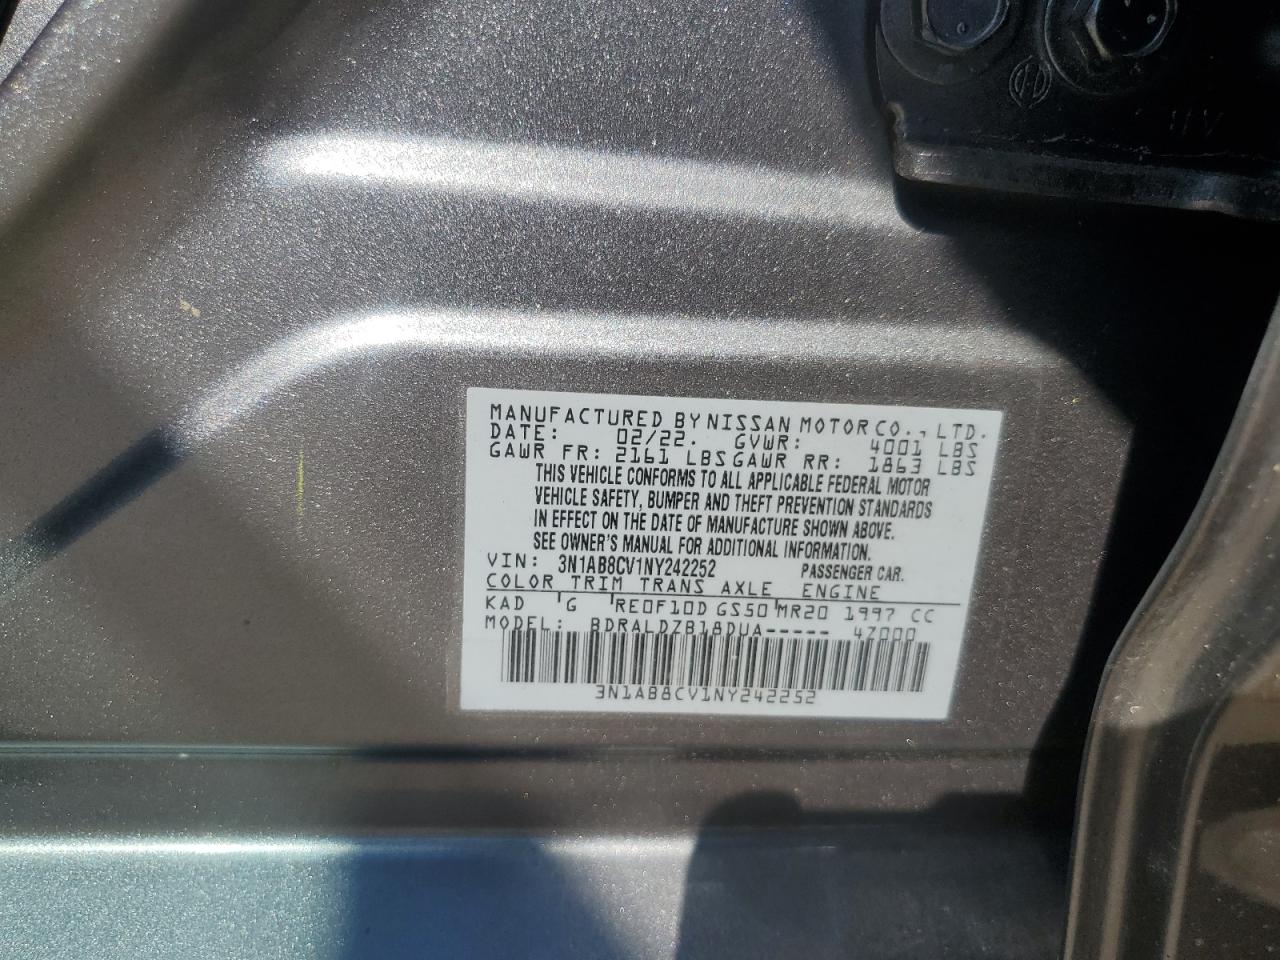 MANUFACTURED BY NISSAN MOTOR CO., LTD.
DATE: 02/22. GVWR: 4001 LBS
GAWR FR: 2161 LBS GAWR RR: 1863 LBS
THIS VEHICLE CONFORMS TO ALL APPLICABLE FEDERAL MOTOR
VEHICLE SAFETY, BUMPER AND THEFT PREVENTION STANDARDS
IN EFFECT ON THE DATE OF MANUFACTURE SHOWN ABOVE.
SEE OWNER'S MANUAL FOR ADDITIONAL INFORMATION.
VIN: 3N1AB8CV1NY242252 PASSENGER CAR.
COLOR TRIM TRANS AXLE ENGINE
KAD 'G 'RE0F10D GS50'MR20 1997 CC
MODEL: BDRALDZB18DUA----- 4Z000
3N1AB8CV1NY242252